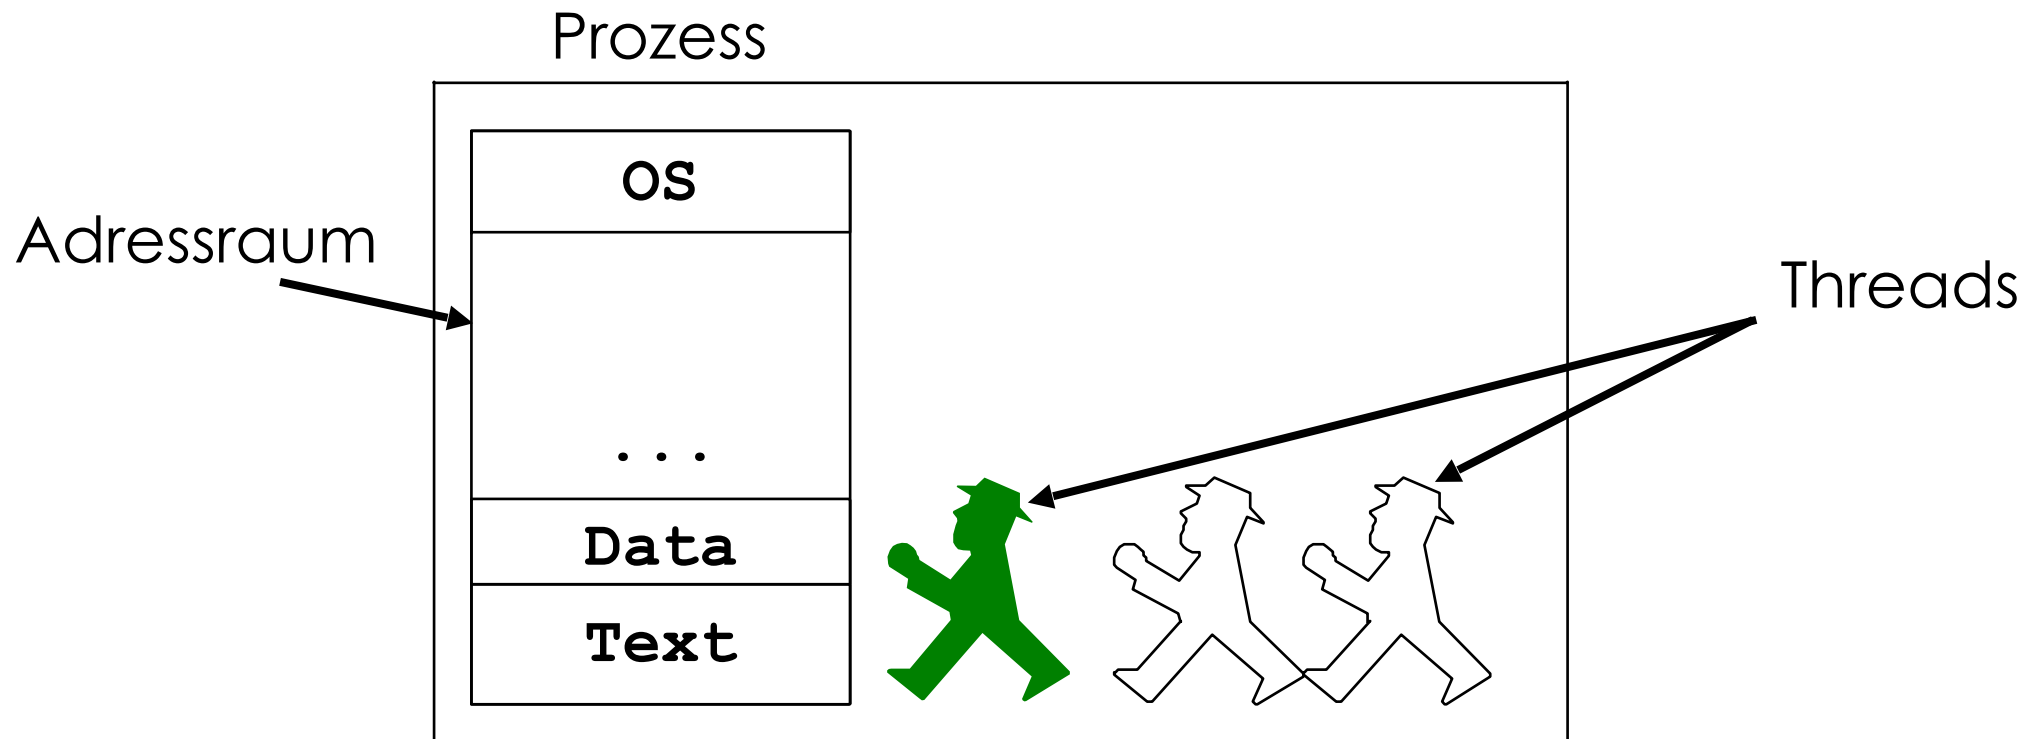 Prozess
OS
Adressraum
Threads
...
Data
Text